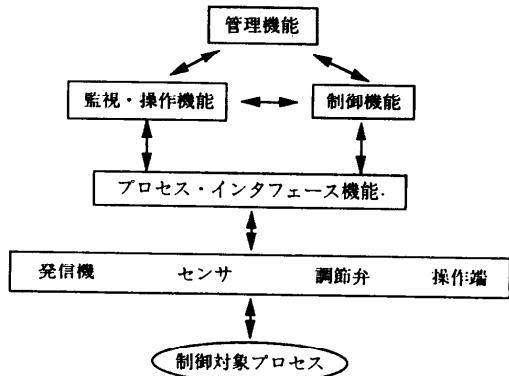 管理機能
監視・操作機能
制御機能
プロセス・インタフェース機能
発信機 センサ 調節弁 操作端
制御対象プロセス